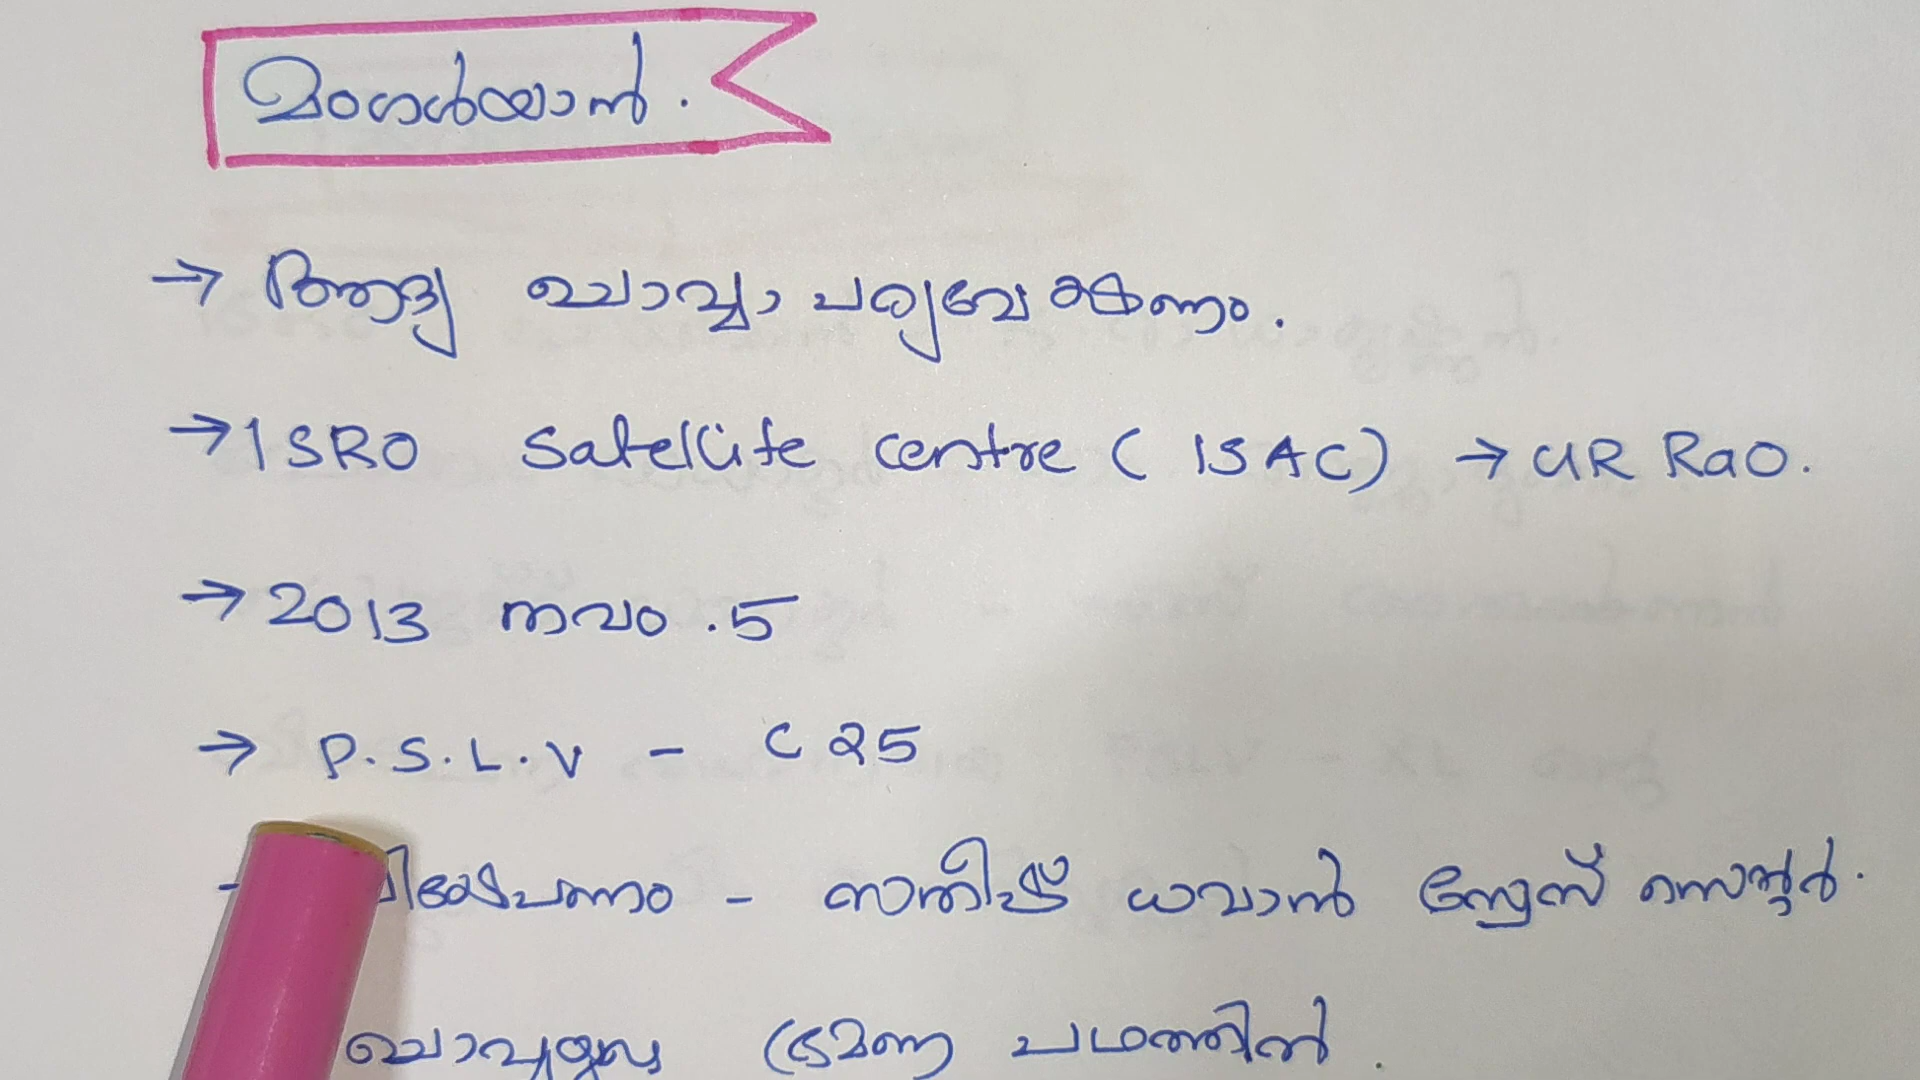 മംഗൾയാൻ.
→ ആദ്യ ചൊവ്വാ പര്യവേക്ഷണം.
→ ISRO Satellite centre ( ISAC) → UR Rao.
→ 2013 നവം .5
→ P.S.L.V - C 25
വിക്ഷേപണം - സതീഷ് ധവാൻ സ്പേസ് സെന്റർ.
ചൊവ്വയുടെ ഭ്രമണ പഥത്തിൽ.